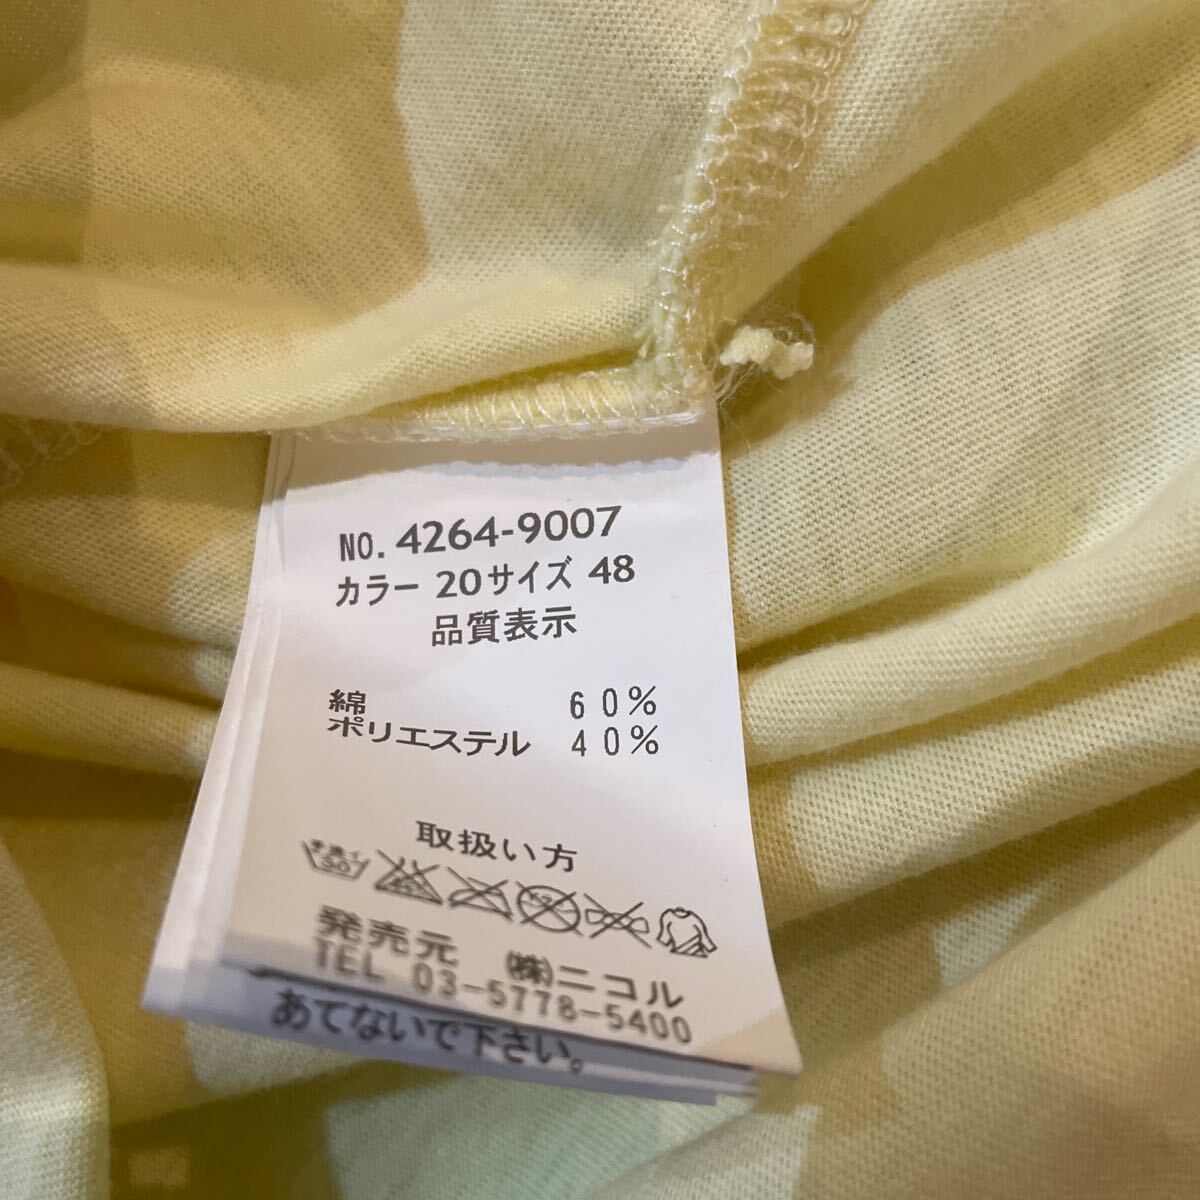 NO. 4264-9007
カラー 20サイズ 48
品質表示
綿 60%
ポリエステル 40%
取扱い方
発売元 (株)ニコル
TEL 03-5778-5400
あてないで下さい。